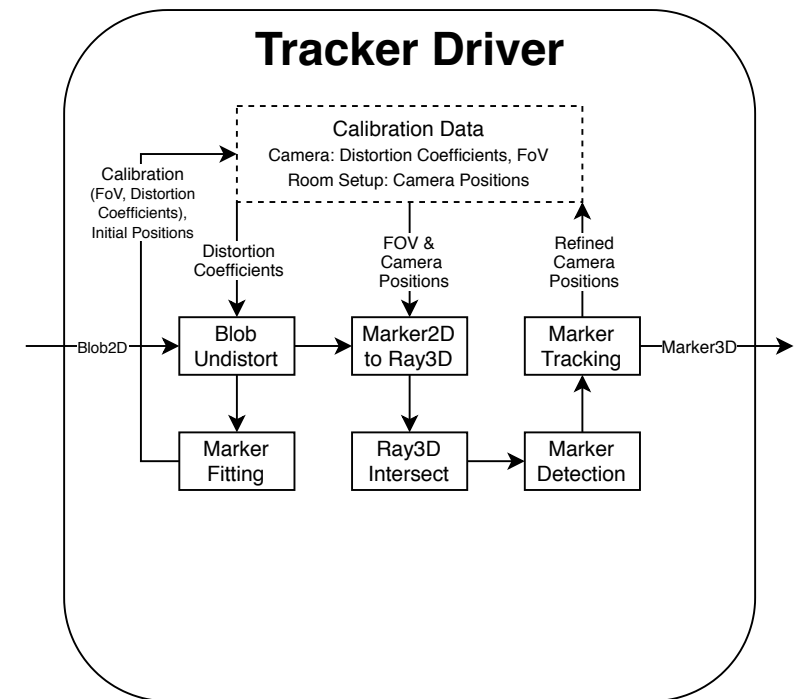 Tracker Driver
Calibration Data
Camera: Distortion Coefficients, FoV
Room Setup: Camera Positions
Calibration
(FoV, Distortion
Coefficients),
Initial Positions
Distortion
Coefficients
FOV &
Camera
Positions
Refined
Camera
Positions
Blob2D
Blob
Undistort
Marker2D
to Ray3D
Marker
Tracking
Marker3D
Marker
Fitting
Ray3D
Intersect
Marker
Detection